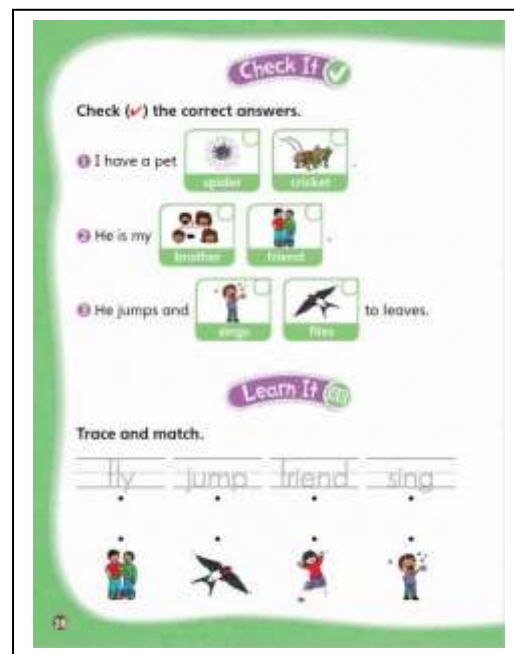 Check It
Check (✔) the correct answers.
1 I have a pet spider cricket .
2 He is my brother friend .
3 He jumps and sings flies to leaves.
Learn It
Trace and match.
fly jump friend sing